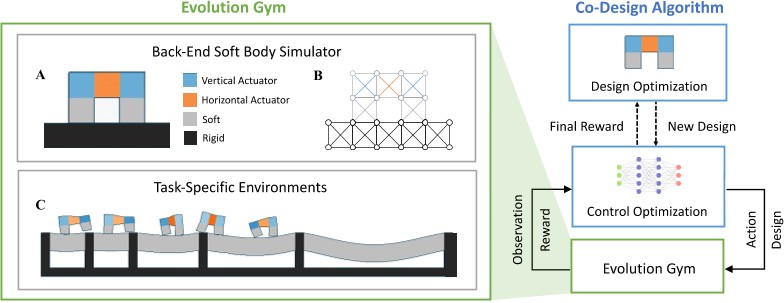 Evolution Gym
Back-End Soft Body Simulator
A
Vertical Actuator
Horizontal Actuator
Soft
Rigid
B
Task-Specific Environments
C
Co-Design Algorithm
Design Optimization
Final Reward
New Design
Control Optimization
Observation
Reward
Action
Design
Evolution Gym